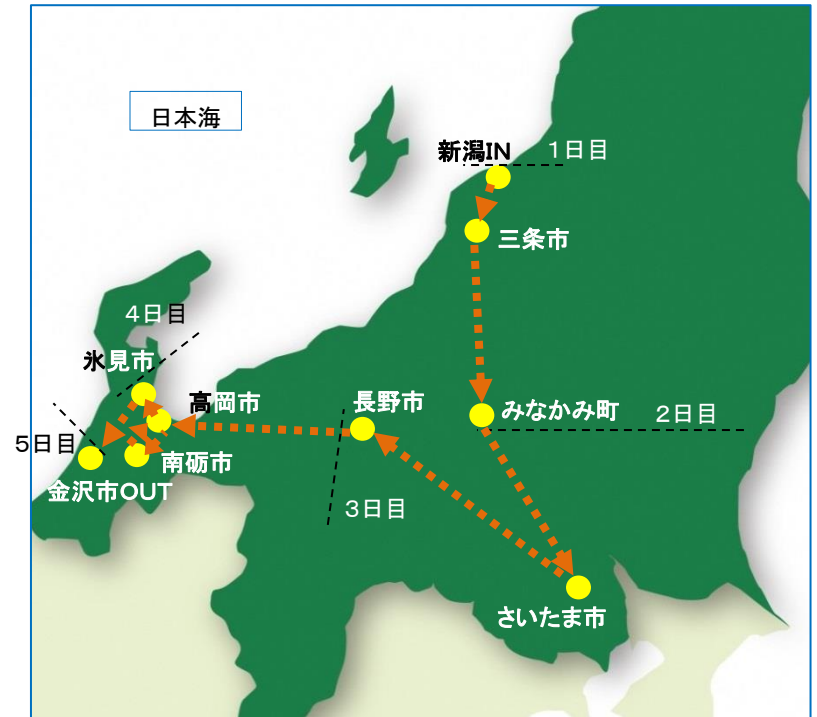 日本海
新潟IN
1日目
三条市
4日目
氷見市
高岡市
長野市
みなかみ町
2日目
5日目
南砺市
金沢市OUT
3日目
さいたま市